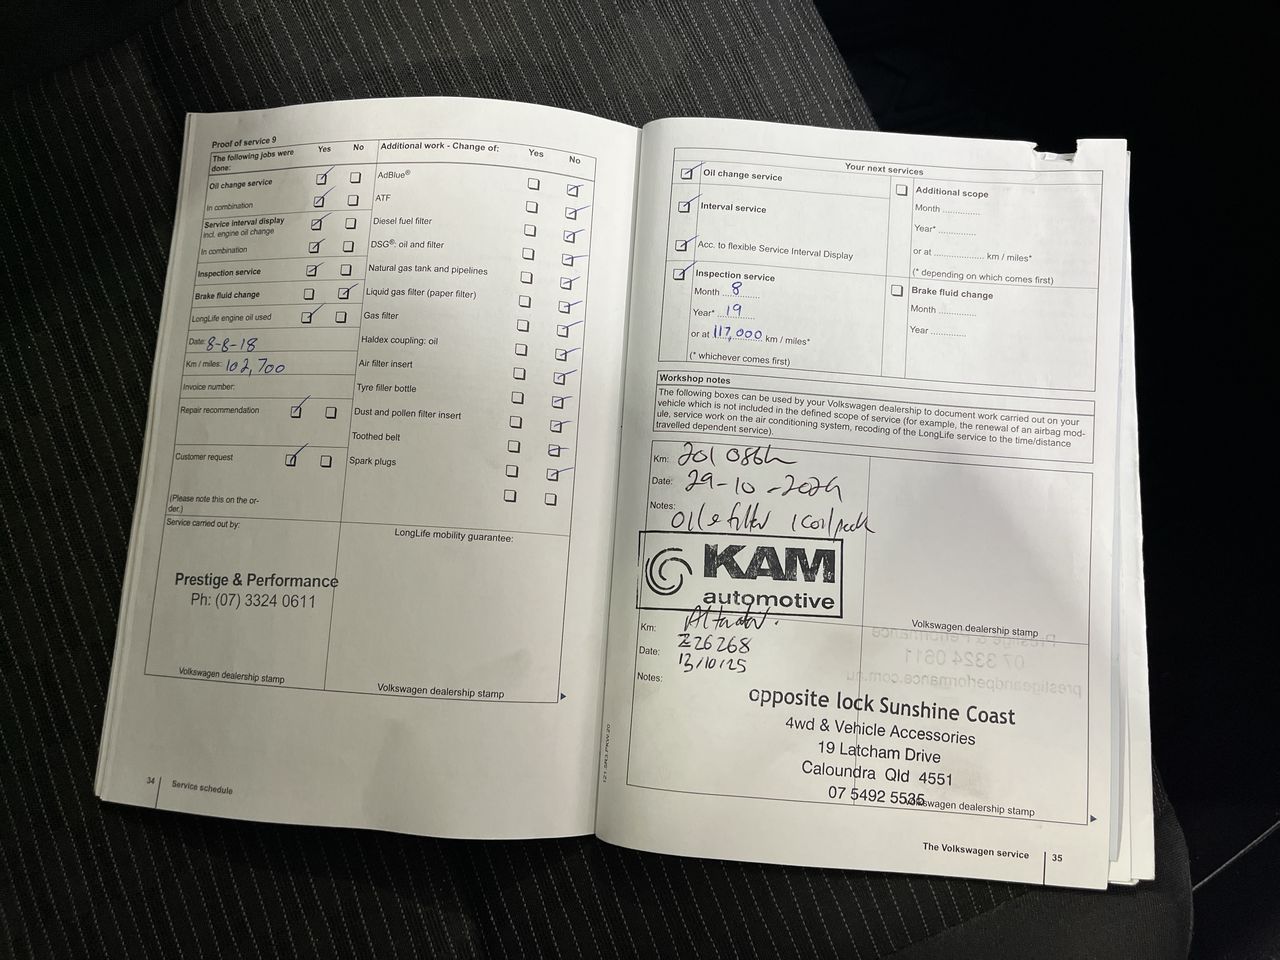 Proof of service 9
The following jobs were done: Yes No
Oil change service
In combination
Service interval display
incl. engine oil change
In combination
Inspection service
Brake fluid change
LongLife engine oil used
Date: 8-8-18
Km / miles: 102,700
Invoice number:
Repair recommendation
Customer request
(Please note this on the or-
der.)
Additional work - Change of: Yes No
AdBlue®
ATF
Diesel fuel filter
DSG®: oil and filter
Natural gas tank and pipelines
Liquid gas filter (paper filter)
Gas filter
Haldex coupling: oil
Air filter insert
Tyre filler bottle
Dust and pollen filter insert
Toothed belt
Spark plugs
Service carried out by:
Prestige & Performance
Ph: (07) 3324 0611
Volkswagen dealership stamp
LongLife mobility guarantee:
Volkswagen dealership stamp
34 Service schedule
Your next services
Oil change service
Interval service
Acc. to flexible Service Interval Display
Inspection service
Month 8
Year* 19
or at 117,000 km / miles*
(* whichever comes first)
Additional scope
Month ..............
Year* ..............
or at .................. km / miles*
(* depending on which comes first)
Brake fluid change
Month ..............
Year .............
Workshop notes
The following boxes can be used by your Volkswagen dealership to document work carried out on your
vehicle which is not included in the defined scope of service (for example, the renewal of an airbag mod-
ule, service work on the air conditioning system, recoding of the LongLife service to the time/distance
travelled dependent service).
Km:
Date: 29-10-2024
Notes:
KAM
automotive
Volkswagen dealership stamp
Km: 226268
Date: 13/10/25
Notes:
opposite lock Sunshine Coast
4wd & Vehicle Accessories
19 Latcham Drive
Caloundra Qld 4551
07 5492 5535
Volkswagen dealership stamp
121.5R3.PKW.20
The Volkswagen service 35